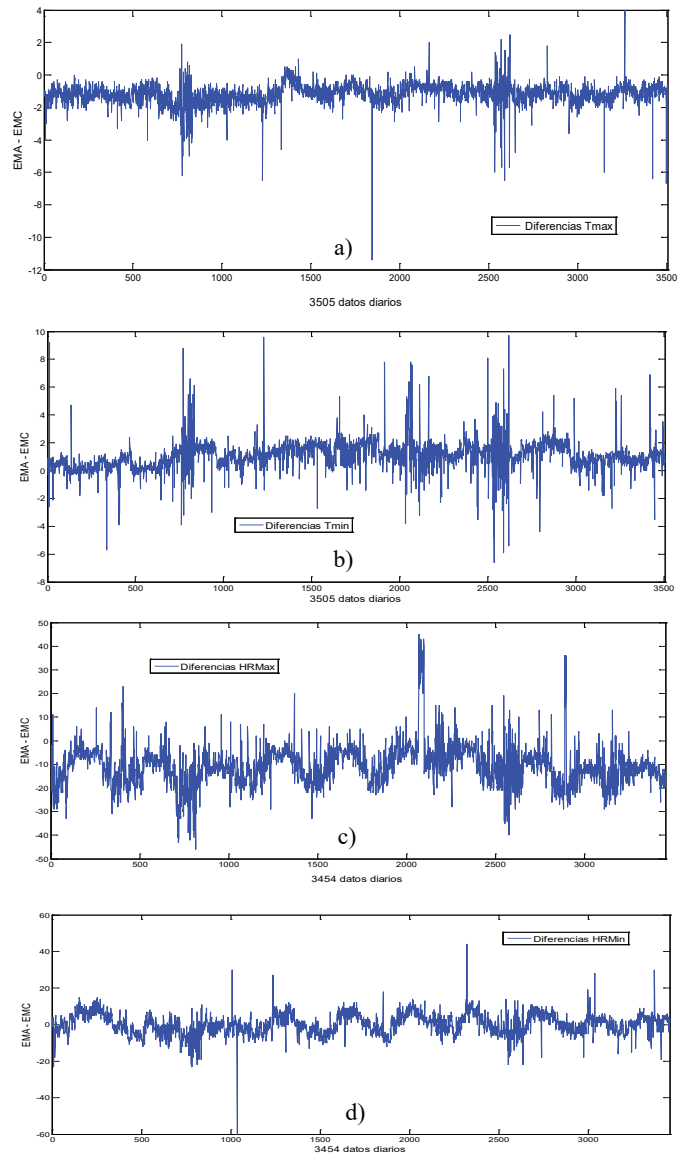 4
2
0
-2
-4
-6
-8
-10
-12
EMA - EMC
Diferencias Tmax
a)
0 500 1000 1500 2000 2500 3000 3500
3505 datos diarios
10
8
6
4
2
0
-2
-4
-6
-8
EMA - EMC
Diferencias Tmin
b)
0 500 1000 1500 2000 2500 3000 3500
3505 datos diarios
50
40
30
20
10
0
-10
-20
-30
-40
-50
EMA - EMC
Diferencias HRMax
c)
0 500 1000 1500 2000 2500 3000
3454 datos diarios
60
40
20
0
-20
-40
-60
EMA - EMC
Diferencias HRMin
d)
0 500 1000 1500 2000 2500 3000
3454 datos diarios